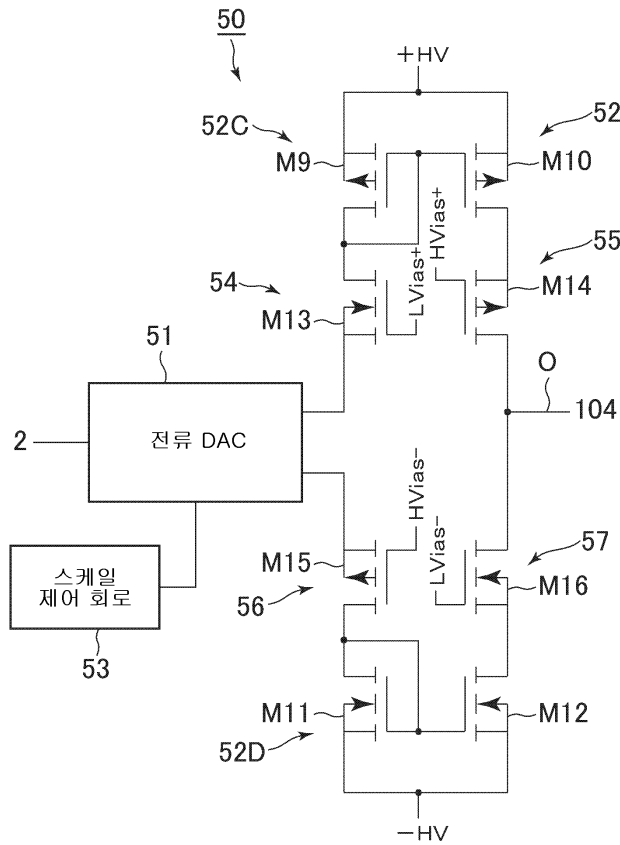 50
+HV
52C
52
M9
M10
HVias+
LVias+
54
55
M13
M14
51
O
전류 DAC
2
104
HVias−
LVias−
57
M15
M16
스케일
제어 회로
56
53
M11
M12
52D
−HV